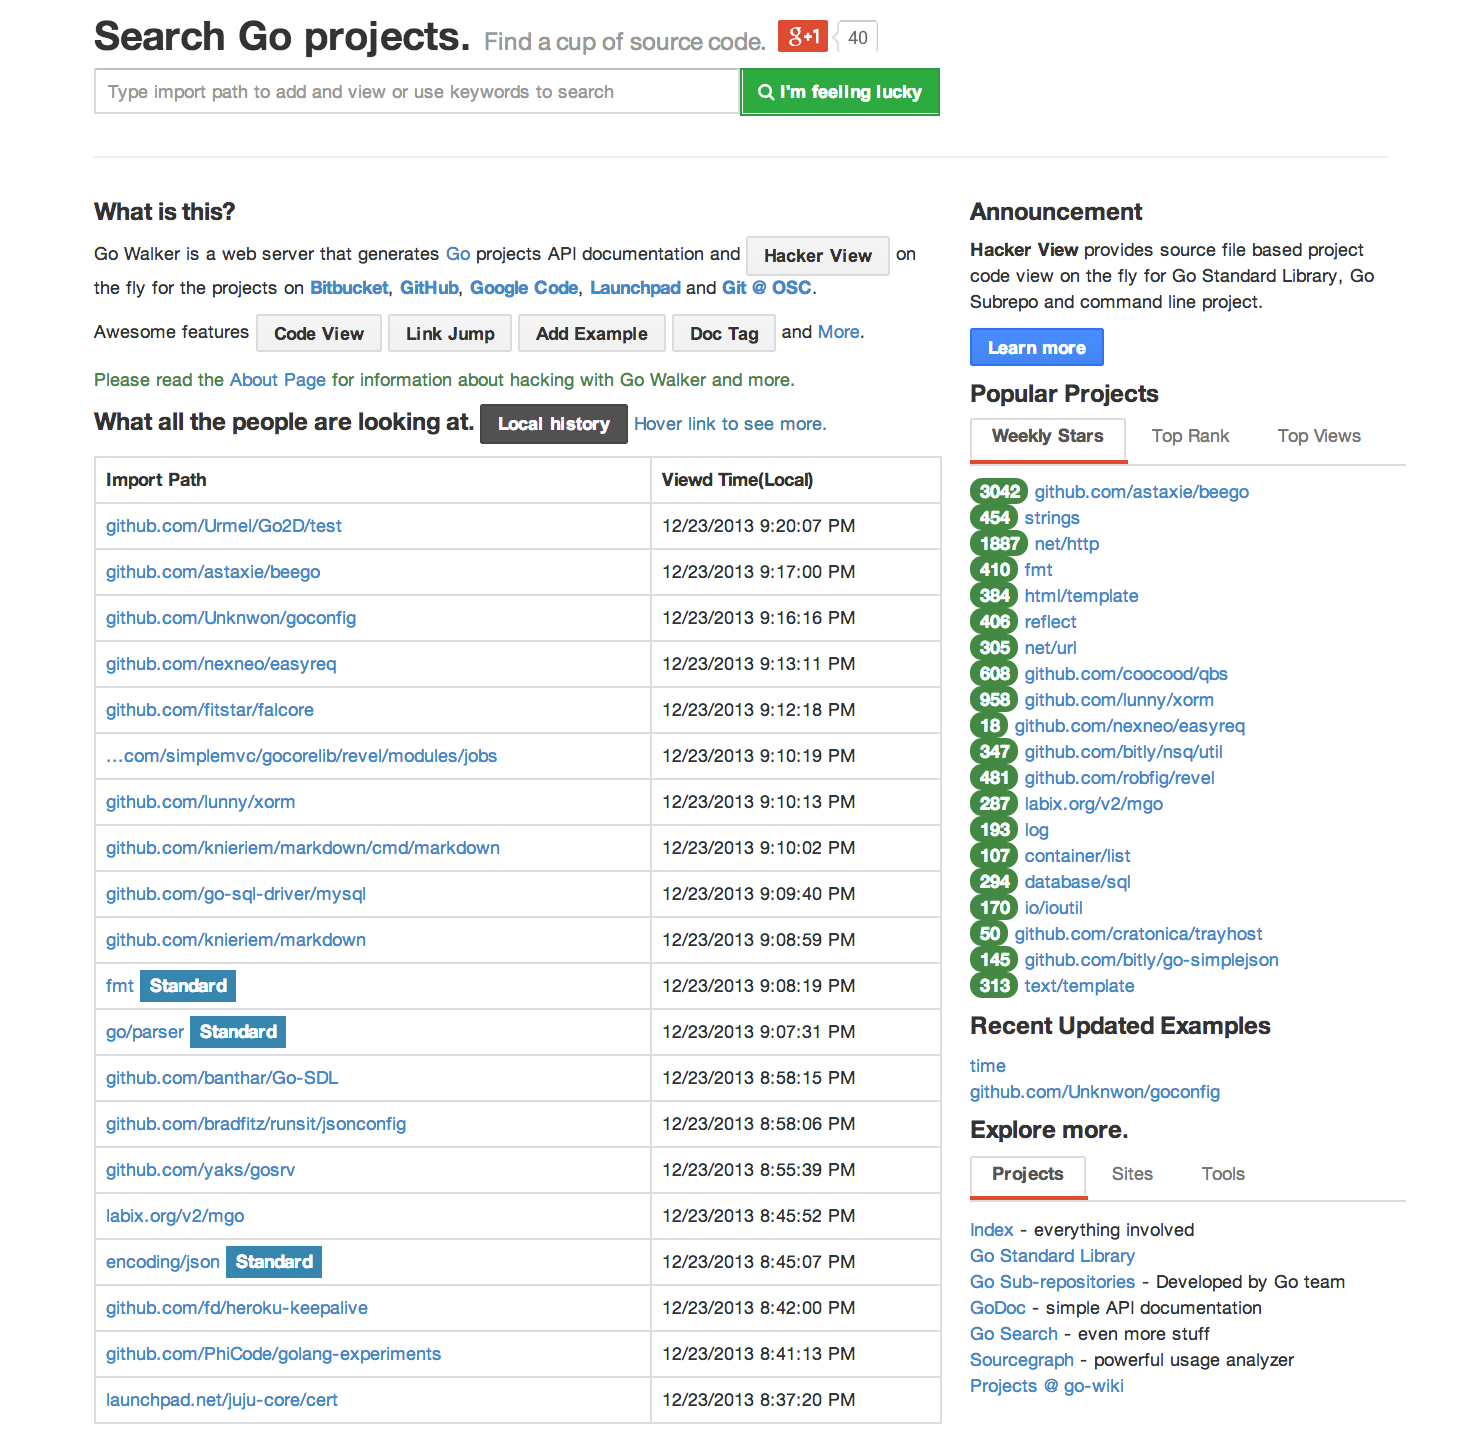 Search Go projects. Find a cup of source code. g+1 40
Type import path to add and view or use keywords to search I'm feeling lucky
What is this?
Go Walker is a web server that generates Go projects API documentation and Hacker View on
the fly for the projects on Bitbucket, GitHub, Google Code, Launchpad and Git @ OSC.
Awesome features Code View Link Jump Add Example Doc Tag and More.
Please read the About Page for information about hacking with Go Walker and more.
What all the people are looking at. Local history Hover link to see more.
Import Path Viewd Time(Local)
github.com/Urmel/Go2D/test 12/23/2013 9:20:07 PM
github.com/astaxie/beego 12/23/2013 9:17:00 PM
github.com/Unknwon/goconfig 12/23/2013 9:16:16 PM
github.com/nexneo/easyreq 12/23/2013 9:13:11 PM
github.com/fitstar/falcore 12/23/2013 9:12:18 PM
...com/simplemvc/gocorelib/revel/modules/jobs 12/23/2013 9:10:19 PM
github.com/lunny/xorm 12/23/2013 9:10:13 PM
github.com/knieriem/markdown/cmd/markdown 12/23/2013 9:10:02 PM
github.com/go-sql-driver/mysql 12/23/2013 9:09:40 PM
github.com/knieriem/markdown 12/23/2013 9:08:59 PM
fmt Standard 12/23/2013 9:08:19 PM
go/parser Standard 12/23/2013 9:07:31 PM
github.com/banthar/Go-SDL 12/23/2013 8:58:15 PM
github.com/bradfitz/runsit/jsonconfig 12/23/2013 8:58:06 PM
github.com/yaks/gosrv 12/23/2013 8:55:39 PM
labix.org/v2/mgo 12/23/2013 8:45:52 PM
encoding/json Standard 12/23/2013 8:45:07 PM
github.com/fd/heroku-keepalive 12/23/2013 8:42:00 PM
github.com/PhiCode/golang-experiments 12/23/2013 8:41:13 PM
launchpad.net/juju-core/cert 12/23/2013 8:37:20 PM
Announcement
Hacker View provides source file based project
code view on the fly for Go Standard Library, Go
Subrepo and command line project.
Learn more
Popular Projects
Weekly Stars Top Rank Top Views
3042 github.com/astaxie/beego
454 strings
1887 net/http
410 fmt
384 html/template
406 reflect
305 net/url
608 github.com/coocood/qbs
958 github.com/lunny/xorm
18 github.com/nexneo/easyreq
347 github.com/bitly/nsq/util
481 github.com/robfig/revel
287 labix.org/v2/mgo
193 log
107 container/list
294 database/sql
170 io/ioutil
50 github.com/cratonica/trayhost
145 github.com/bitly/go-simplejson
313 text/template
Recent Updated Examples
time
github.com/Unknwon/goconfig
Explore more.
Projects Sites Tools
Index - everything involved
Go Standard Library
Go Sub-repositories - Developed by Go team
GoDoc - simple API documentation
Go Search - even more stuff
Sourcegraph - powerful usage analyzer
Projects @ go-wiki